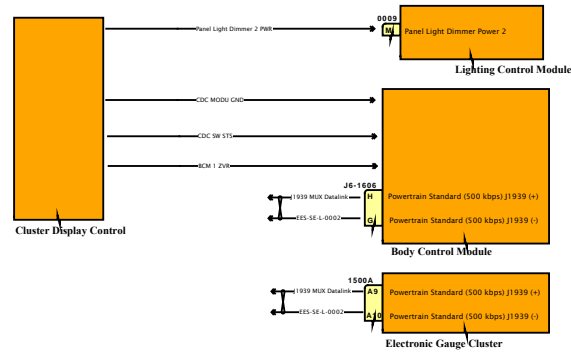 0009
Panel Light Dimmer 2 PWR
M
Panel Light Dimmer Power 2
Lighting Control Module
CDC MODU GND
CDC SW STS
BCM 1 ZVR
J6-1606
J1939 MUX Datalink
H
Powertrain Standard (500 kbps) J1939 (+)
EES-SE-L-0002
G
Powertrain Standard (500 kbps) J1939 (-)
Cluster Display Control
Body Control Module
1500A
J1939 MUX Datalink
A9
Powertrain Standard (500 kbps) J1939 (+)
EES-SE-L-0002
A10
Powertrain Standard (500 kbps) J1939 (-)
Electronic Gauge Cluster